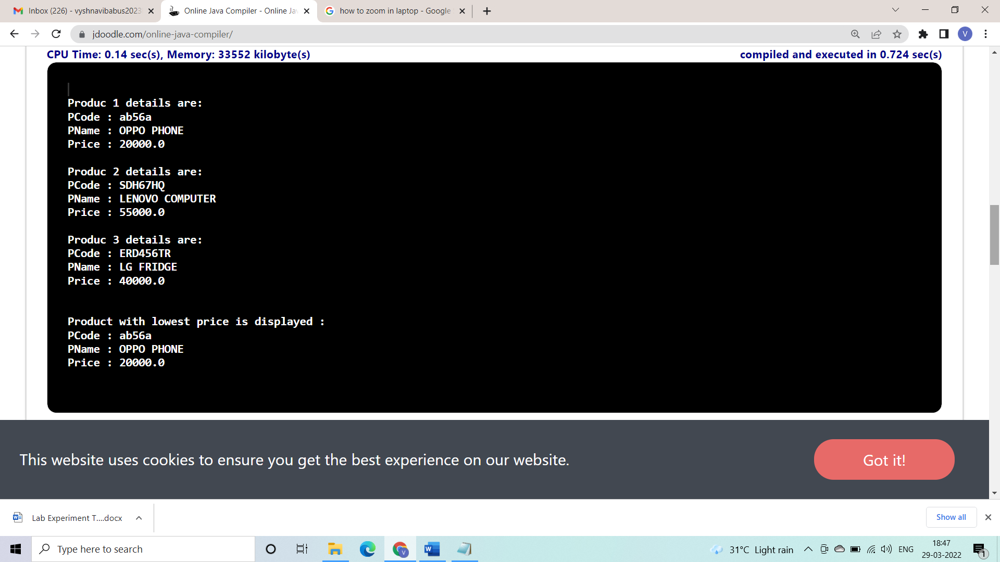 Inbox (226) - vyshnavibabus2023
Online Java Compiler - Online Ja
how to zoom in laptop - Google
jdoodle.com/online-java-compiler/
V
CPU Time: 0.14 sec(s), Memory: 33552 kilobyte(s)
compiled and executed in 0.724 sec(s)
Produc 1 details are:
PCode : ab56a
PName : OPPO PHONE
Price : 20000.0
Produc 2 details are:
PCode : SDH67HQ
PName : LENOVO COMPUTER
Price : 55000.0
Produc 3 details are:
PCode : ERD456TR
PName : LG FRIDGE
Price : 40000.0
Product with lowest price is displayed :
PCode : ab56a
PName : OPPO PHONE
Price : 20000.0
This website uses cookies to ensure you get the best experience on our website.
Got it!
Lab Experiment T....docx
Show all
Type here to search
31°C Light rain
ENG
18:47
29-03-2022
1